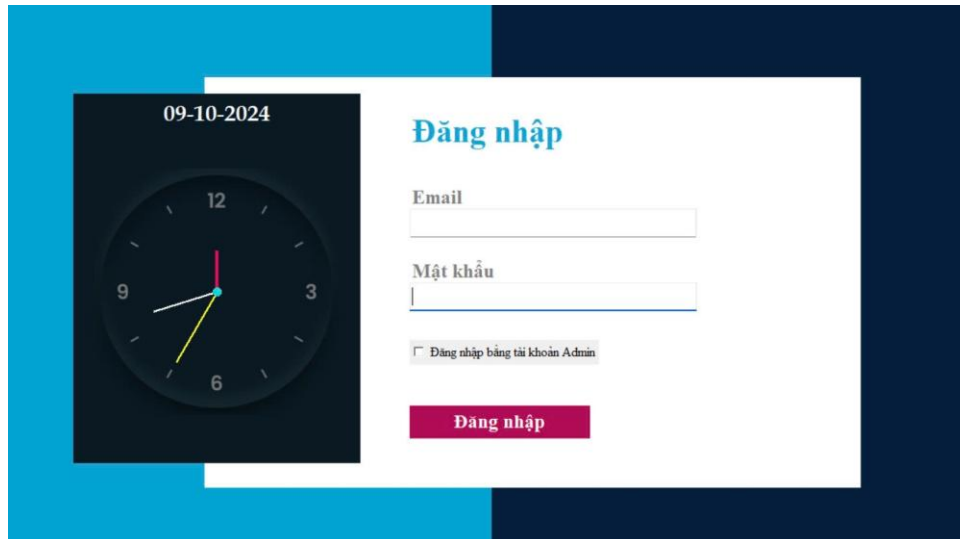 09-10-2024
12
9
3
6
Đăng nhập
Email
Mật khẩu
Đăng nhập bằng tài khoản Admin
Đăng nhập